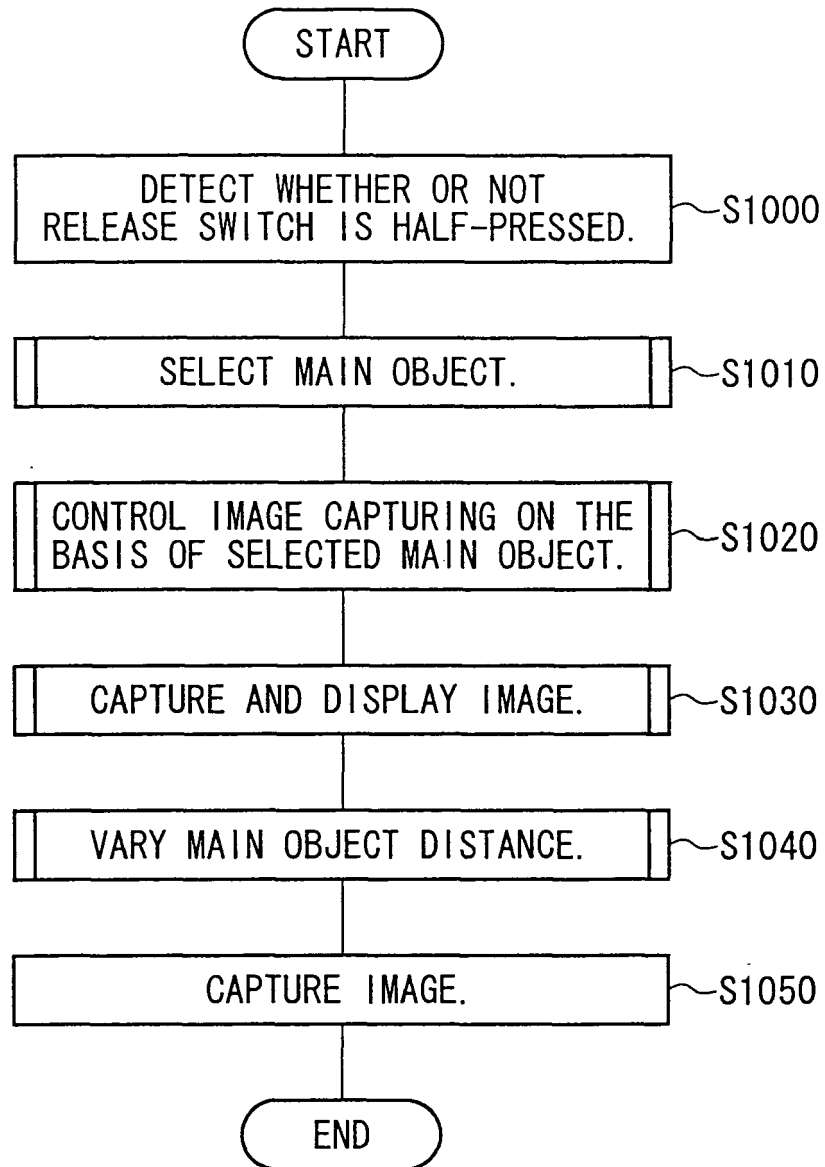 START
DETECT WHETHER OR NOT
RELEASE SWITCH IS HALF-PRESSED.
S1000
SELECT MAIN OBJECT.
S1010
CONTROL IMAGE CAPTURING ON THE
BASIS OF SELECTED MAIN OBJECT.
S1020
CAPTURE AND DISPLAY IMAGE.
S1030
VARY MAIN OBJECT DISTANCE.
S1040
CAPTURE IMAGE.
S1050
END